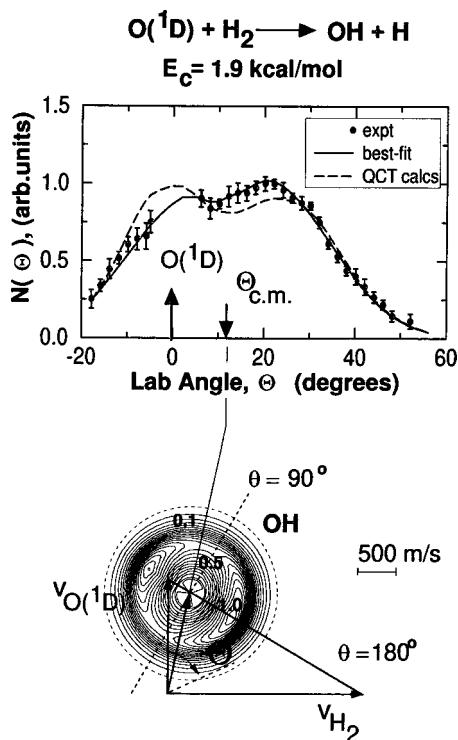 O(¹D) + H₂ ⟶ OH + H
E_c= 1.9 kcal/mol
N(Θ), (arb.units)
1.5
1.0
0.5
0.0
expt
best-fit
QCT calcs
O(¹D)
Θ_c.m.
-20 0 20 40 60
Lab Angle, Θ (degrees)
θ = 90°
0.1
OH
0.5
500 m/s
v_O(¹D)
1.0
θ = 180°
v_H₂